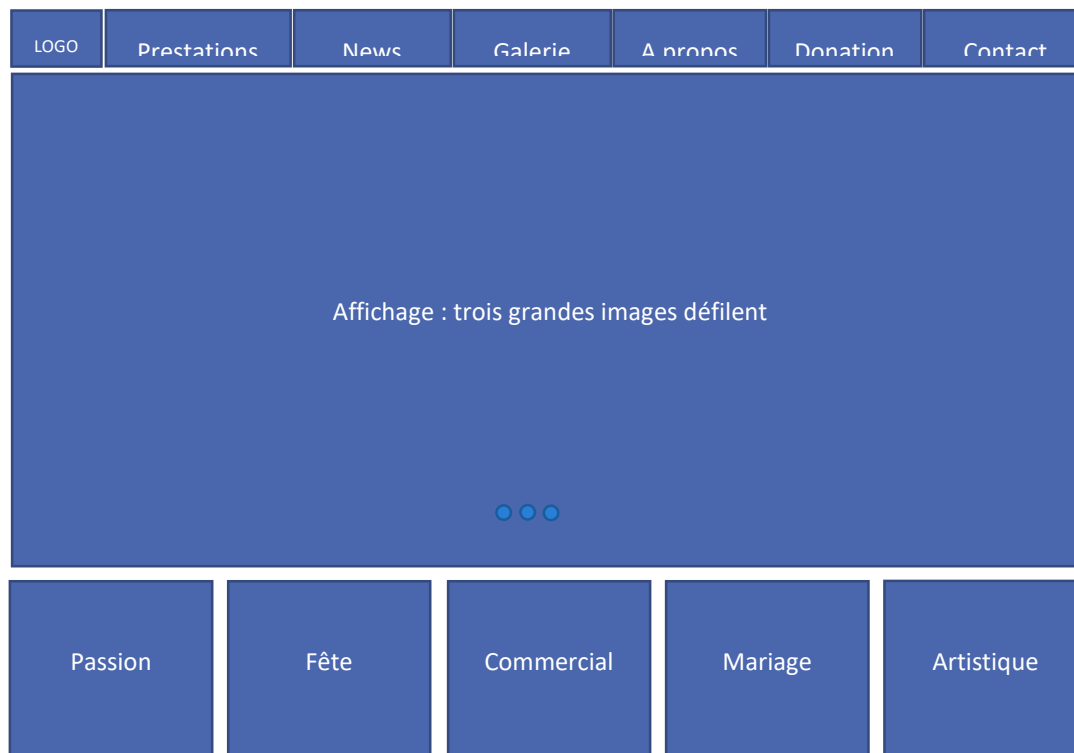 LOGO
Prestations
News
Galerie
A propos
Donation
Contact
Affichage : trois grandes images défilent
Passion
Fête
Commercial
Mariage
Artistique